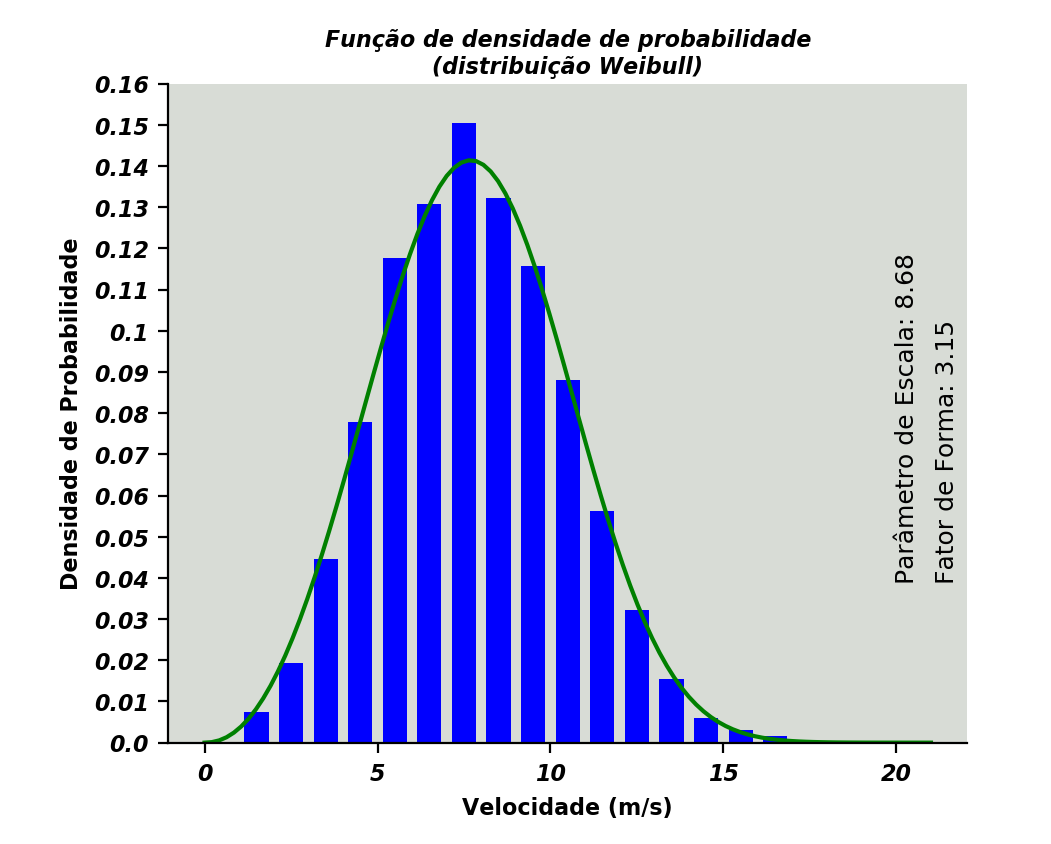 Função de densidade de probabilidade
(distribuição Weibull)
0.16
0.15
0.14
0.13
0.12
0.11
0.1
0.09
0.08
0.07
0.06
0.05
0.04
0.03
0.02
0.01
0.0
Densidade de Probabilidade
Parâmetro de Escala: 8.68
Fator de Forma: 3.15
0 5 10 15 20
Velocidade (m/s)